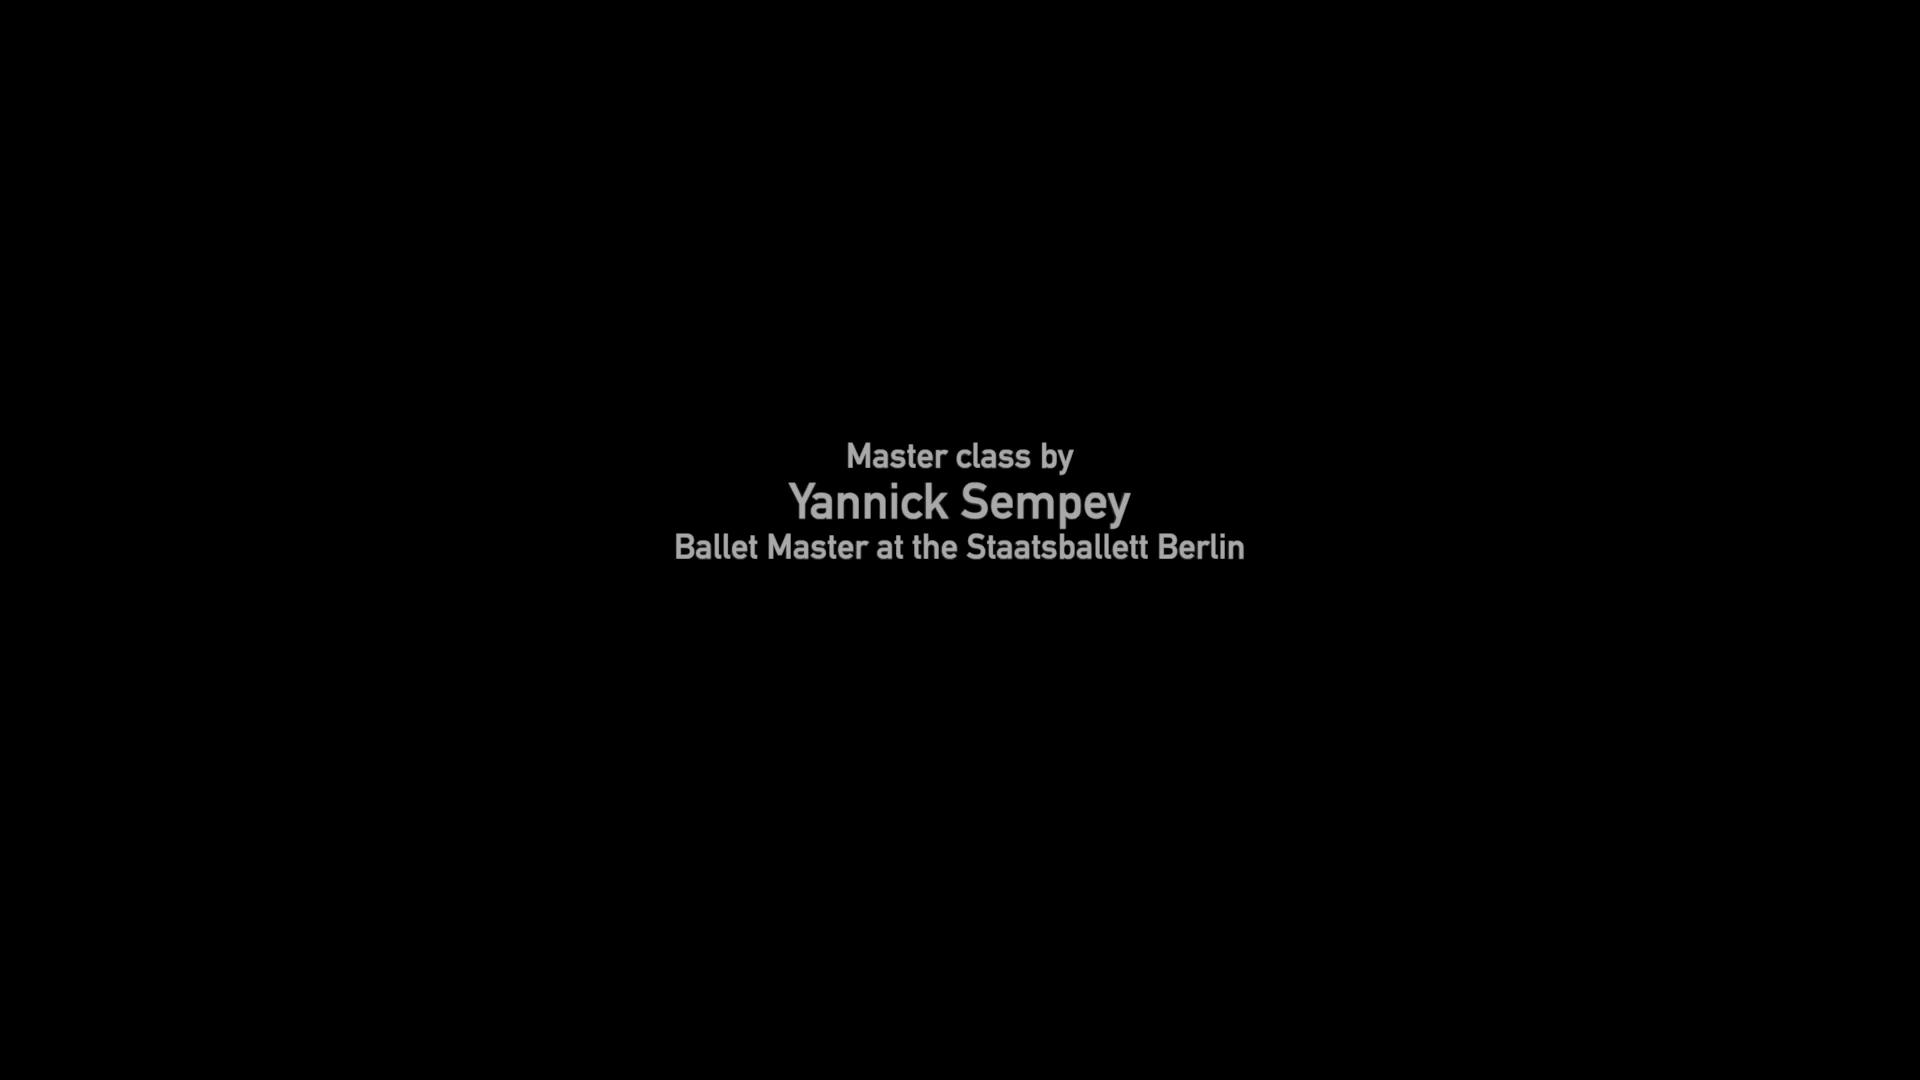 Master class by
Yannick Sempey
Ballet Master at the Staatsballett Berlin